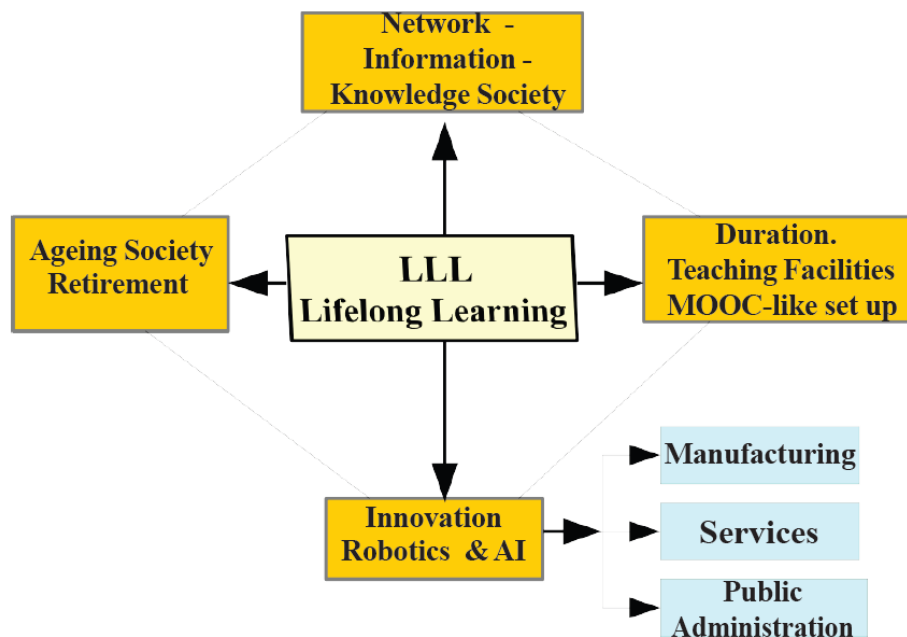 Network -
Information -
Knowledge Society
Ageing Society
Retirement
LLL
Lifelong Learning
Duration.
Teaching Facilities
MOOC-like set up
Innovation
Robotics & AI
Manufacturing
Services
Public
Administration